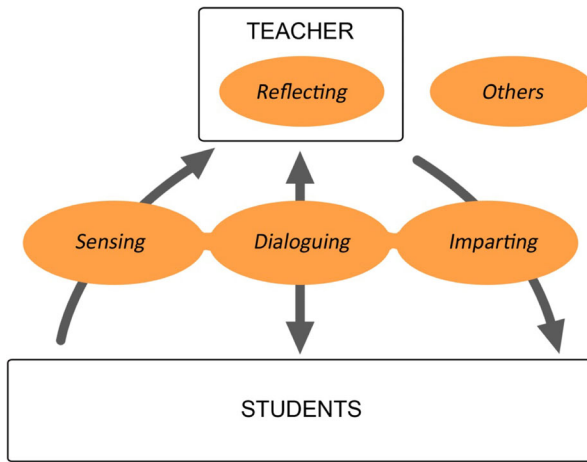 TEACHER
Reflecting
Others
Sensing
Dialoguing
Imparting
STUDENTS